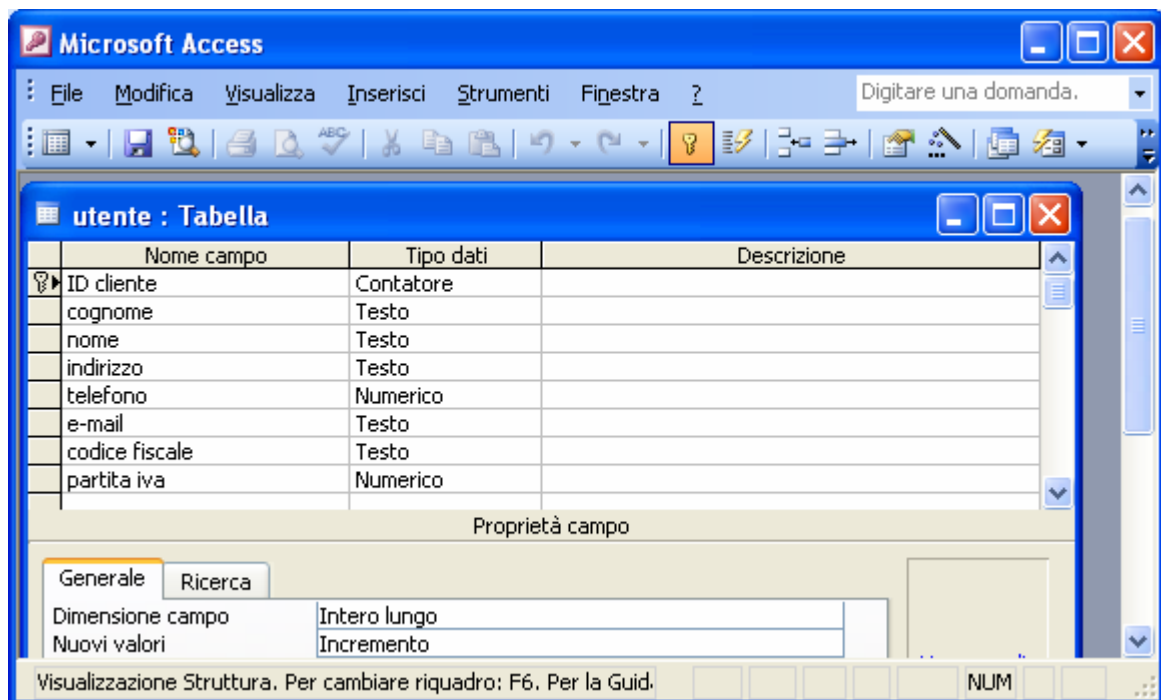 Microsoft Access
File Modifica Visualizza Inserisci Strumenti Finestra ? Digitare una domanda.
ABC
utente : Tabella
Nome campo Tipo dati Descrizione
ID cliente Contatore
cognome Testo
nome Testo
indirizzo Testo
telefono Numerico
e-mail Testo
codice fiscale Testo
partita iva Numerico
Proprietà campo
Generale Ricerca
Dimensione campo Intero lungo
Nuovi valori Incremento
Visualizzazione Struttura. Per cambiare riquadro: F6. Per la Guid. NUM